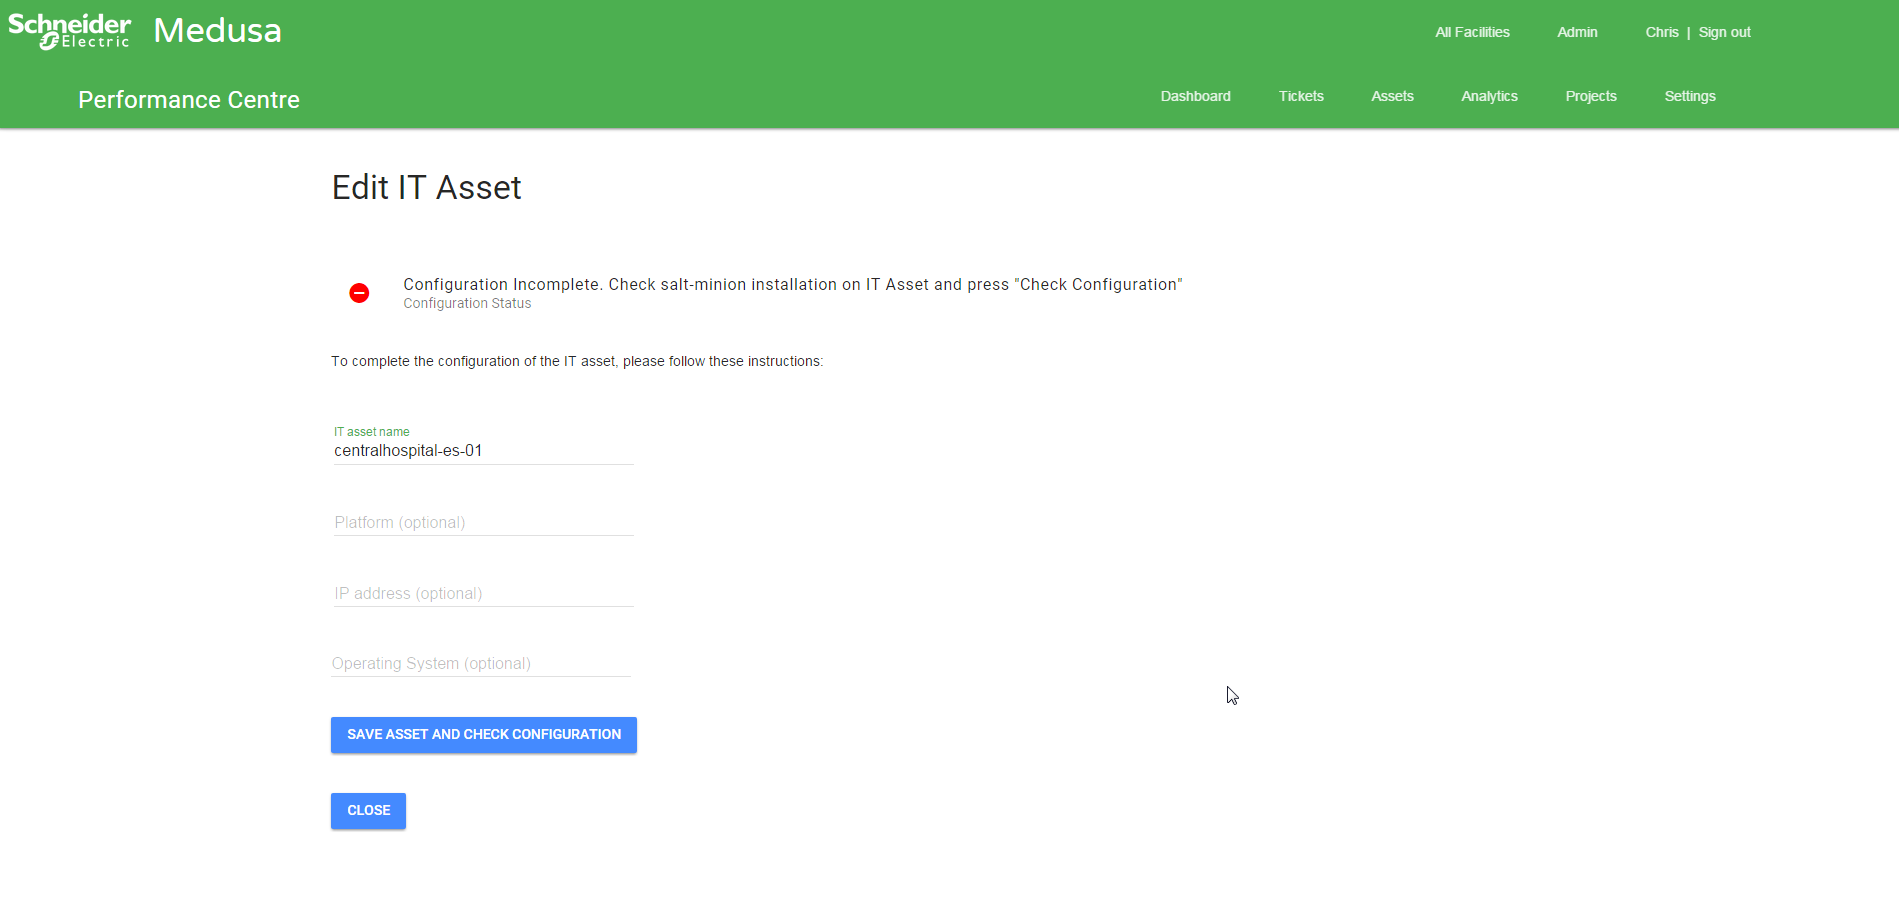 Schneider Electric Medusa All Facilities Admin Chris | Sign out
Performance Centre Dashboard Tickets Assets Analytics Projects Settings
Edit IT Asset
Configuration Incomplete. Check salt-minion installation on IT Asset and press "Check Configuration"
Configuration Status
To complete the configuration of the IT asset, please follow these instructions:
IT asset name
centralhospital-es-01
Platform (optional)
IP address (optional)
Operating System (optional)
SAVE ASSET AND CHECK CONFIGURATION
CLOSE